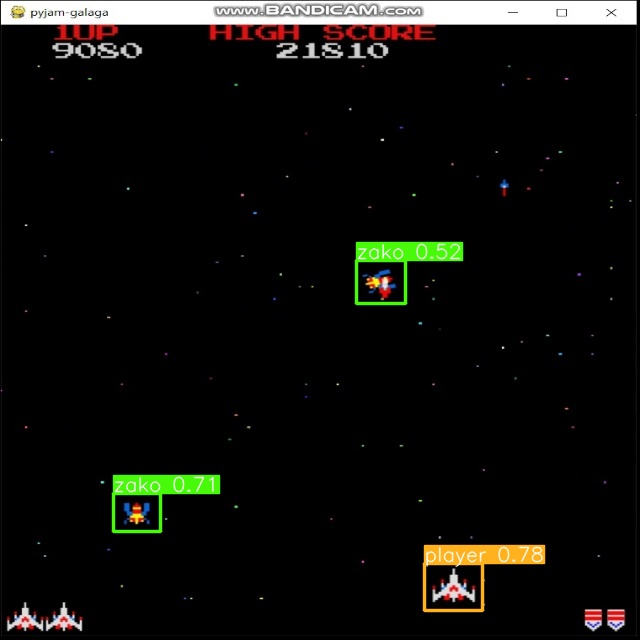 pyjam-galaga
www.BANDICAM.com
1UP HIGH SCORE
9080 21810
zako 0.52
zako 0.71
player 0.78